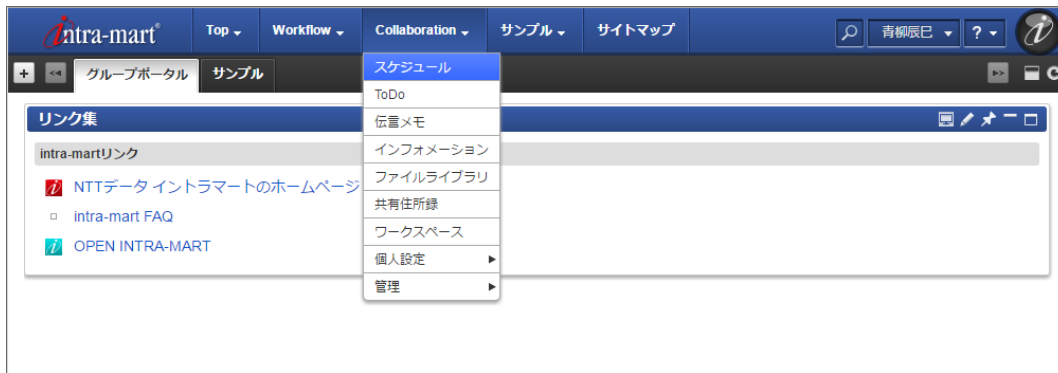 intra-mart® Top Workflow Collaboration サンプル サイトマップ 青柳辰巳 ?
グループポータル サンプル
スケジュール
ToDo
伝言メモ
インフォメーション
ファイルライブラリ
共有住所録
ワークスペース
個人設定
管理
リンク集
intra-martリンク
NTTデータ イントラマートのホームページ
intra-mart FAQ
OPEN INTRA-MART